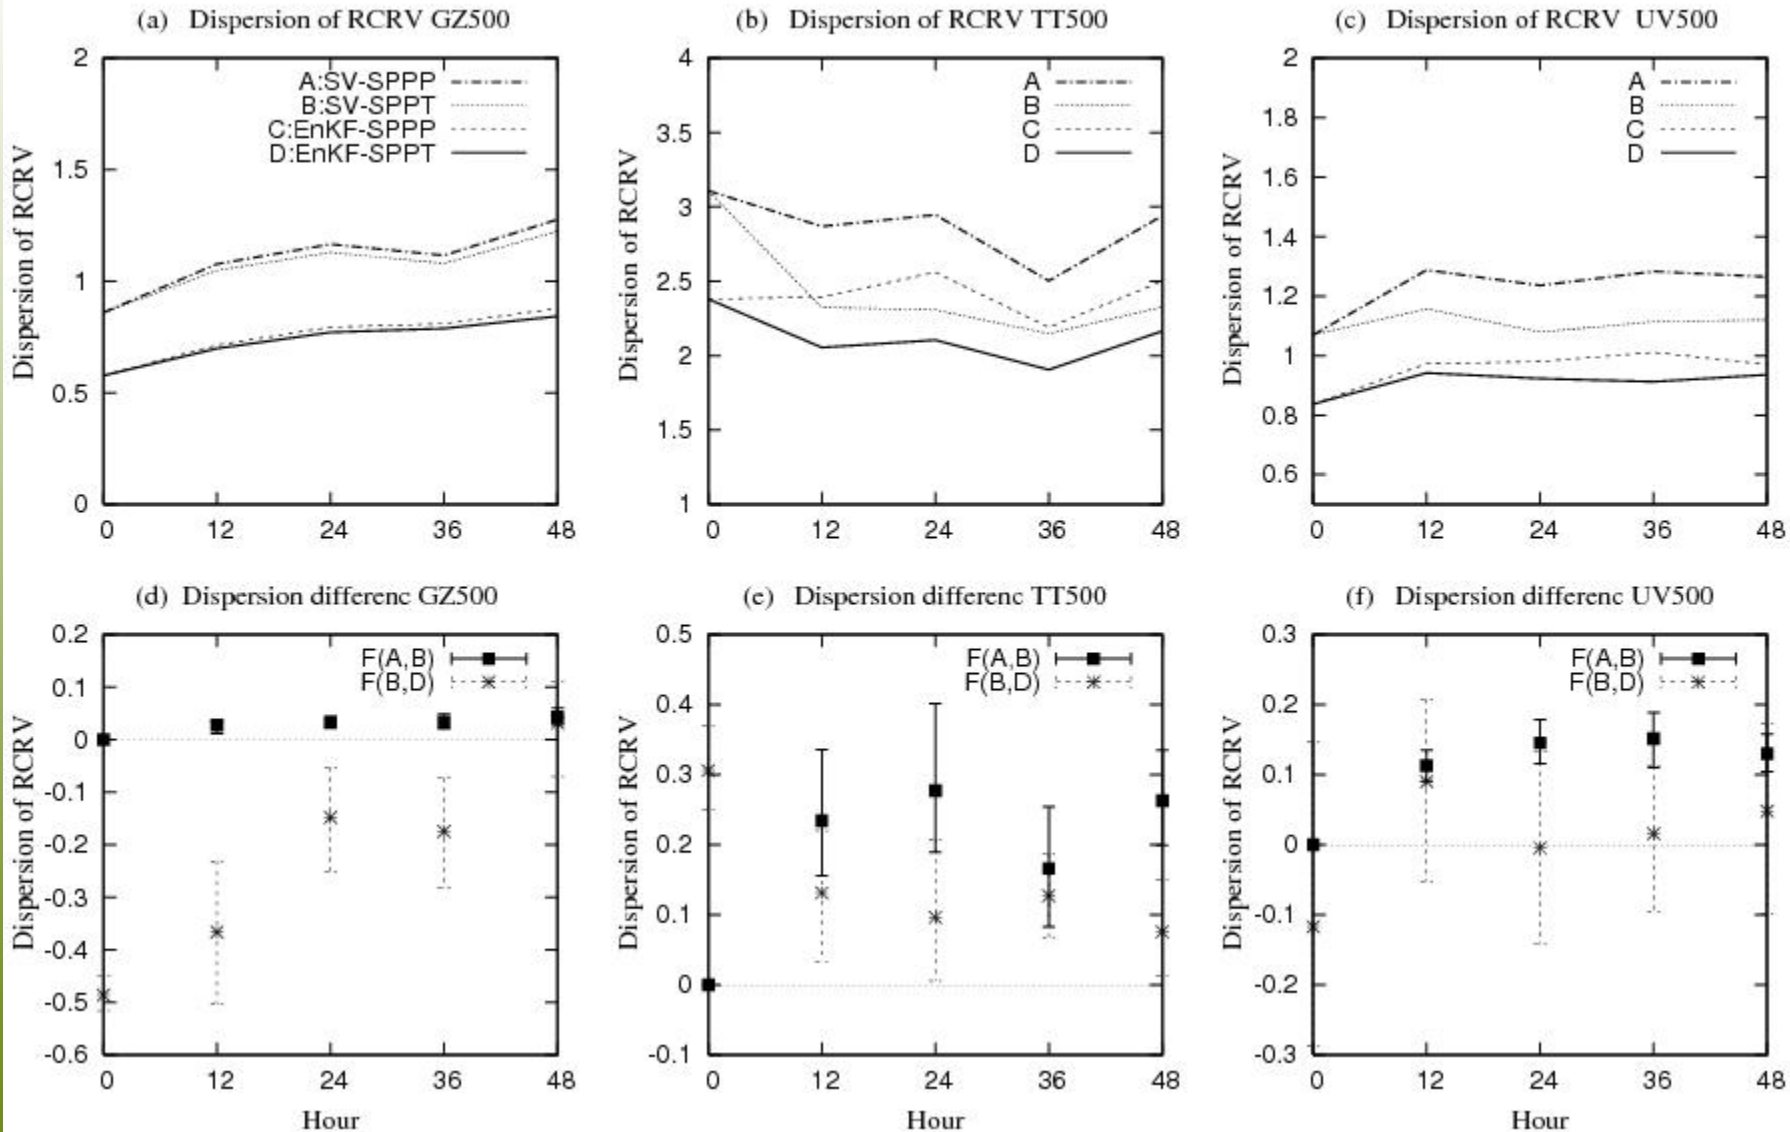 (a) Dispersion of RCRV GZ500
2
1.5
1
0.5
0
Dispersion of RCRV
A:SV-SPPP
B:SV-SPPT
C:EnKF-SPPP
D:EnKF-SPPT
0 12 24 36 48
(b) Dispersion of RCRV TT500
4
3.5
3
2.5
2
1.5
1
Dispersion of RCRV
A
B
C
D
0 12 24 36 48
(c) Dispersion of RCRV UV500
2
1.8
1.6
1.4
1.2
1
0.8
0.6
Dispersion of RCRV
A
B
C
D
0 12 24 36 48
(d) Dispersion differenc GZ500
0.2
0.1
0
-0.1
-0.2
-0.3
-0.4
-0.5
-0.6
Dispersion of RCRV
F(A,B)
F(B,D)
0 12 24 36 48
Hour
(e) Dispersion differenc TT500
0.5
0.4
0.3
0.2
0.1
0
-0.1
Dispersion of RCRV
F(A,B)
F(B,D)
0 12 24 36 48
Hour
(f) Dispersion differenc UV500
0.3
0.2
0.1
0
-0.1
-0.2
-0.3
Dispersion of RCRV
F(A,B)
F(B,D)
0 12 24 36 48
Hour